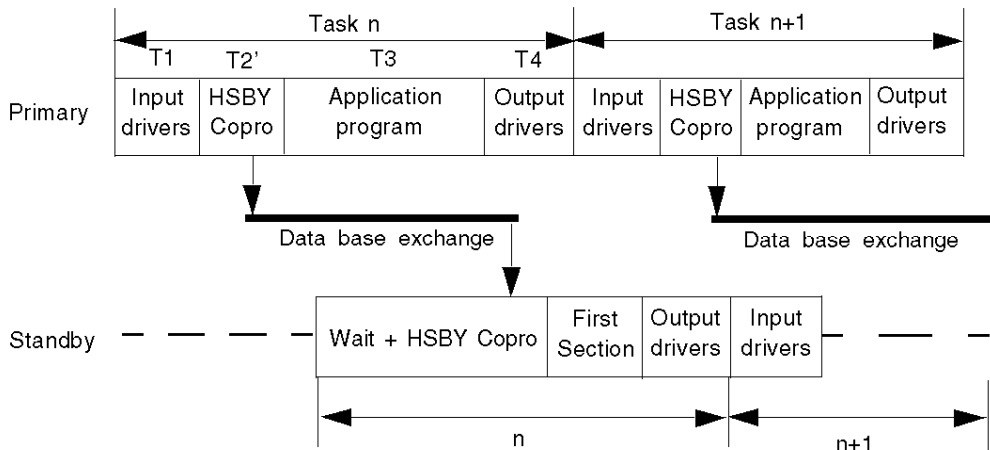 Task n
Task n+1
T1 T2' T3 T4
Primary
Input
drivers
HSBY
Copro
Application
program
Output
drivers
Input
drivers
HSBY
Copro
Application
program
Output
drivers
Data base exchange
Data base exchange
Standby
Wait + HSBY Copro
First
Section
Output
drivers
Input
drivers
n
n+1